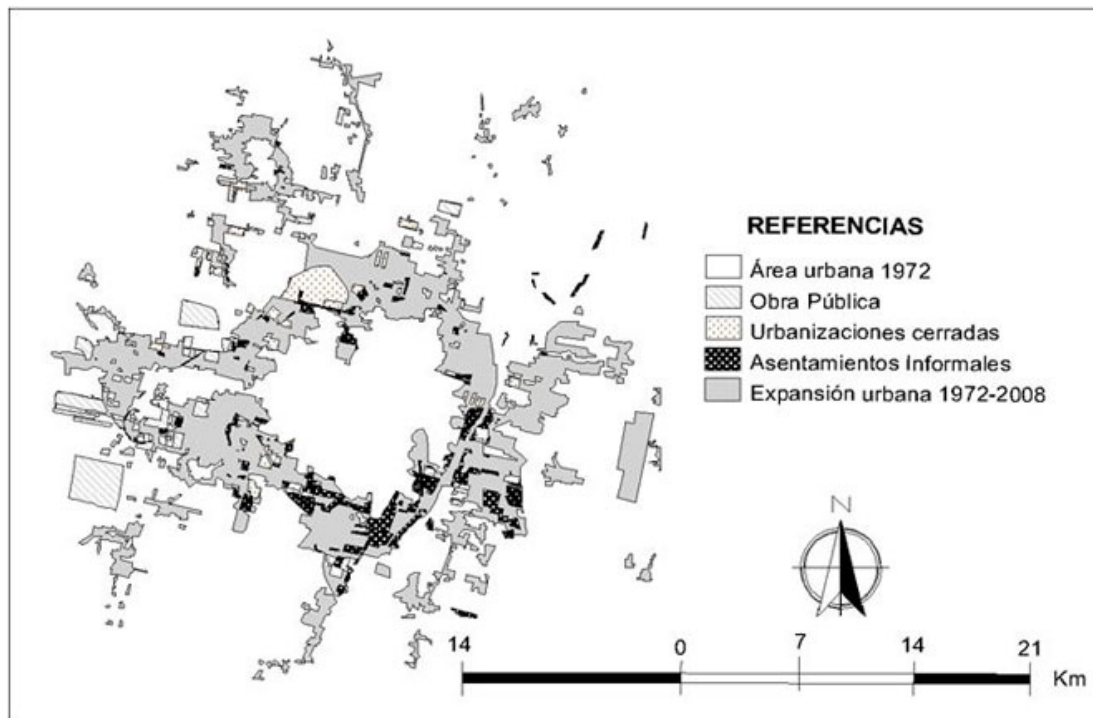 REFERENCIAS
Área urbana 1972
Obra Pública
Urbanizaciones cerradas
Asentamientos Informales
Expansión urbana 1972-2008
N
14 0 7 14 21
Km